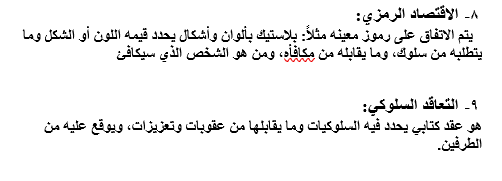 ٨- الاقتصاد الرمزي:
يتم الاتفاق على رموز معينه مثلاً: بلاستيك بألوان وأشكال يحدد قيمه اللون أو الشكل وما
يتطلبه من سلوك، وما يقابله من مكافأه، ومن هو الشخص الذي سيكافئ
٩- التعاقد السلوكي:
هو عقد كتابي يحدد فيه السلوكيات وما يقابلها من عقوبات وتعزيزات، ويوقع عليه من
الطرفين.